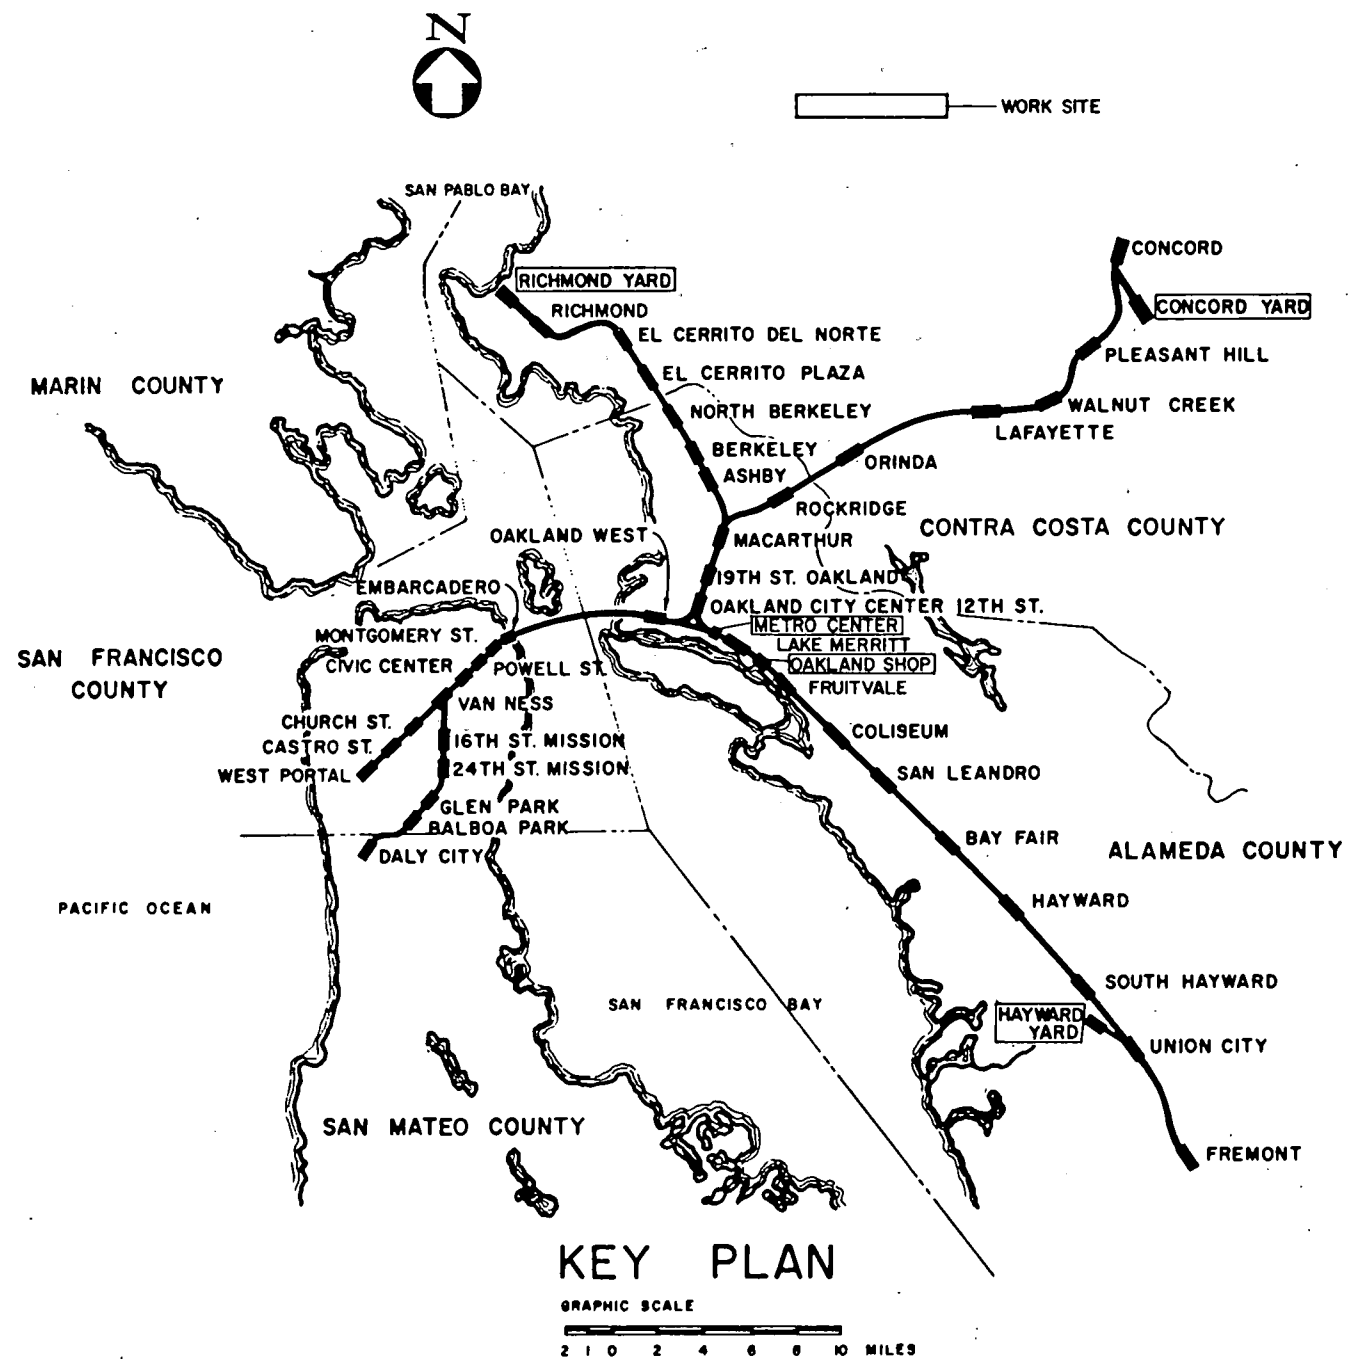 N
WORK SITE
SAN PABLO BAY
CONCORD
RICHMOND YARD
CONCORD YARD
RICHMOND
EL CERRITO DEL NORTE
PLEASANT HILL
EL CERRITO PLAZA
MARIN COUNTY
WALNUT CREEK
NORTH BERKELEY
LAFAYETTE
BERKELEY
ORINDA
ASHBY
ROCKRIDGE
CONTRA COSTA COUNTY
OAKLAND WEST
MACARTHUR
19TH ST. OAKLAND
EMBARCADERO
OAKLAND CITY CENTER 12TH ST.
METRO CENTER
MONTGOMERY ST.
LAKE MERRITT
SAN FRANCISCO
COUNTY
CIVIC CENTER
POWELL ST.
OAKLAND SHOP
FRUITVALE
VAN NESS
CHURCH ST.
COLISEUM
16TH ST. MISSION
CASTRO ST.
24TH ST. MISSION
WEST PORTAL
SAN LEANDRO
GLEN PARK
BALBOA PARK
BAY FAIR
DALY CITY
ALAMEDA COUNTY
HAYWARD
PACIFIC OCEAN
SOUTH HAYWARD
SAN FRANCISCO BAY
HAYWARD
YARD
UNION CITY
SAN MATEO COUNTY
FREMONT
KEY PLAN
GRAPHIC SCALE
2 1 0 2 4 6 8 10 MILES